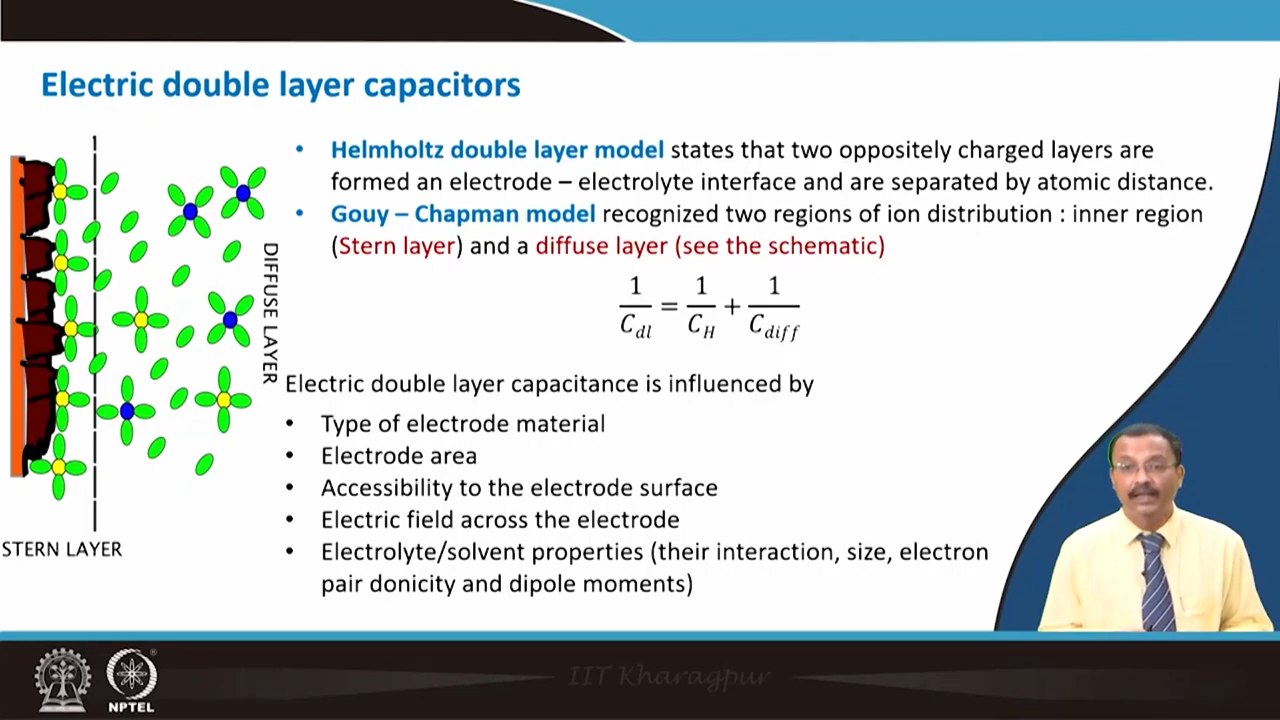 Electric double layer capacitors
• Helmholtz double layer model states that two oppositely charged layers are
formed an electrode – electrolyte interface and are separated by atomic distance.
• Gouy – Chapman model recognized two regions of ion distribution : inner region
(Stern layer) and a diffuse layer (see the schematic)
1/C_dl = 1/C_H + 1/C_diff
DIFFUSE LAYER
Electric double layer capacitance is influenced by
• Type of electrode material
• Electrode area
• Accessibility to the electrode surface
• Electric field across the electrode
• Electrolyte/solvent properties (their interaction, size, electron
pair donicity and dipole moments)
STERN LAYER
IIT Kharagpur
NPTEL